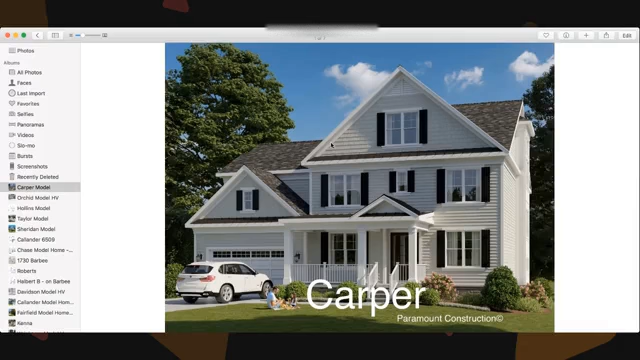 Edit
Photos
Albums
All Photos
Faces
Last Import
Favorites
Selfies
Panoramas
Videos
Slo-mo
Bursts
Screenshots
Recently Deleted
Carper Model
Orchid Model HV
Hollins Model
Taylor Model
Sheridan Model
Callander 6509
Chase Model Home -...
1730 Barbee
Roberts
Halbert B - on Barbee
Davidson Model HV
Callander Model Hom...
Fairfield Model Home...
Kenna
Carper
Paramount Construction©